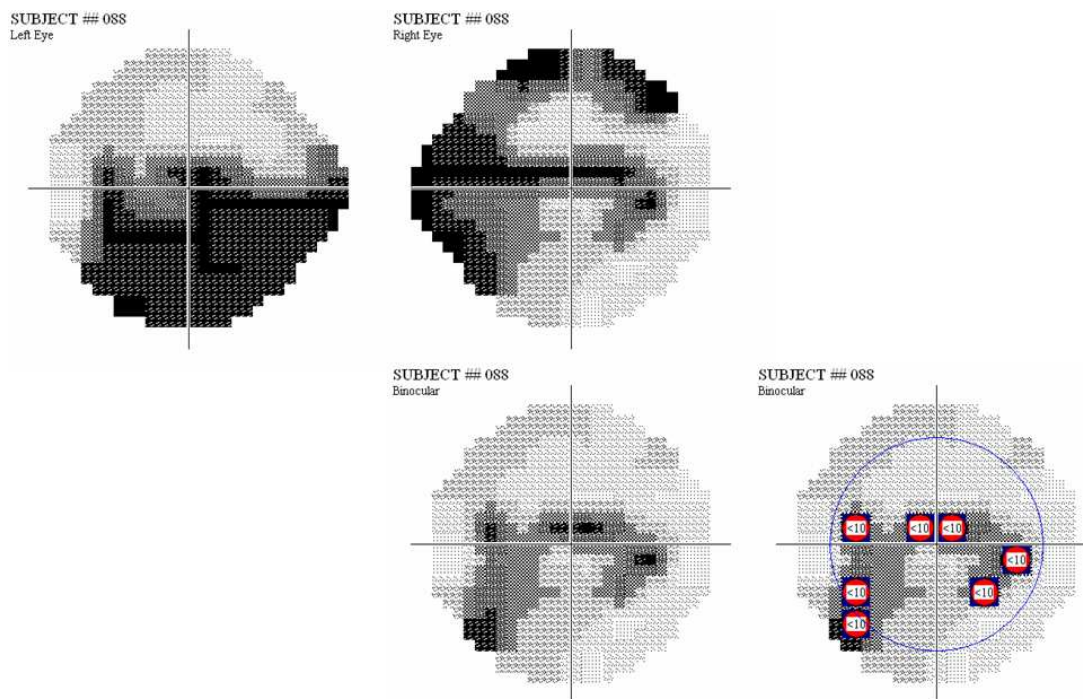 SUBJECT ## 088
Left Eye
SUBJECT ## 088
Right Eye
SUBJECT ## 088
Binocular
SUBJECT ## 088
Binocular
<10
<10
<10
<10
<10
<10
<10